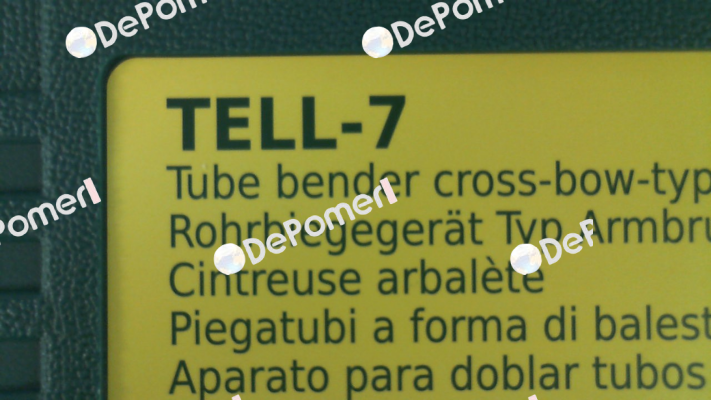 DePomerl DePomerl
TELL-7
Tube bender cross-bow-typ
Rohrbiegegerät Typ Armbru
Cintreuse arbalète
Piegatubi a forma di balest
Aparato para doblar tubos